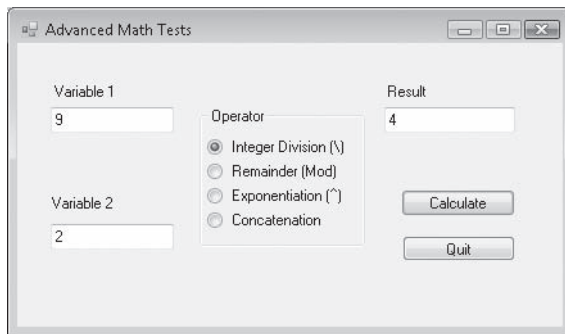 Advanced Math Tests
Variable 1
9
Operator
Integer Division (\)
Remainder (Mod)
Exponentiation (^)
Concatenation
Result
4
Variable 2
2
Calculate
Quit